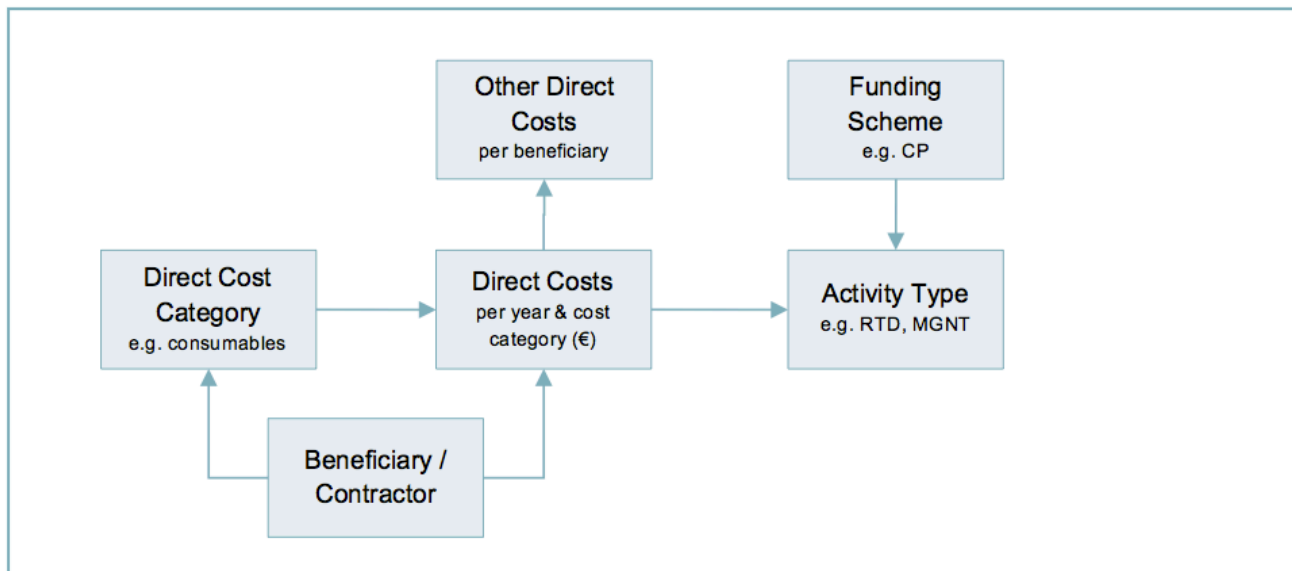 Other Direct
Costs
per beneficiary
Funding
Scheme
e.g. CP
Direct Cost
Category
e.g. consumables
Direct Costs
per year & cost
category (€)
Activity Type
e.g. RTD, MGNT
Beneficiary /
Contractor